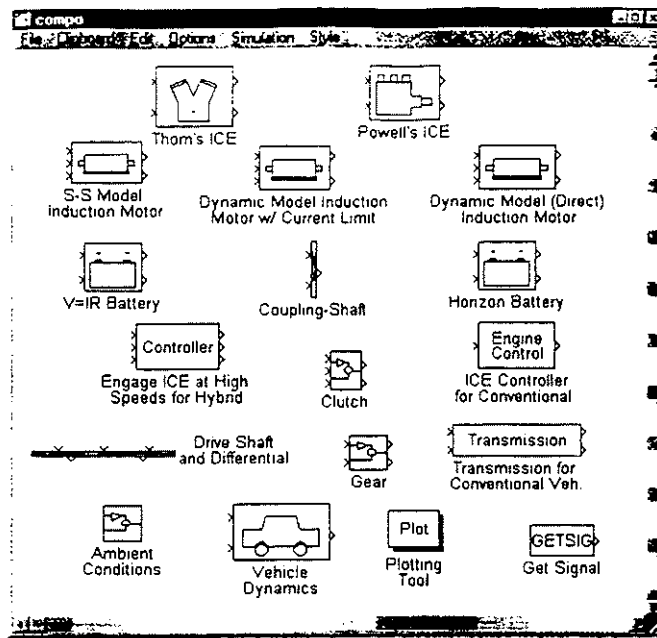 compo
File Clipboard Edit Options Simulation Style
Thom's ICE
Powell's ICE
S-S Model
Induction Motor
Dynamic Model Induction
Motor w/ Current Limit
Dynamic Model (Direct)
Induction Motor
V=IR Battery
Coupling-Shaft
Horizon Battery
Controller
Engage ICE at High
Speeds for Hybrid
Clutch
Engine
Control
ICE Controller
for Conventional
Drive Shaft
and Differential
Gear
Transmission
Transmission for
Conventional Veh.
Ambient
Conditions
Vehicle
Dynamics
Plot
Plotting
Tool
GETSIG
Get Signal